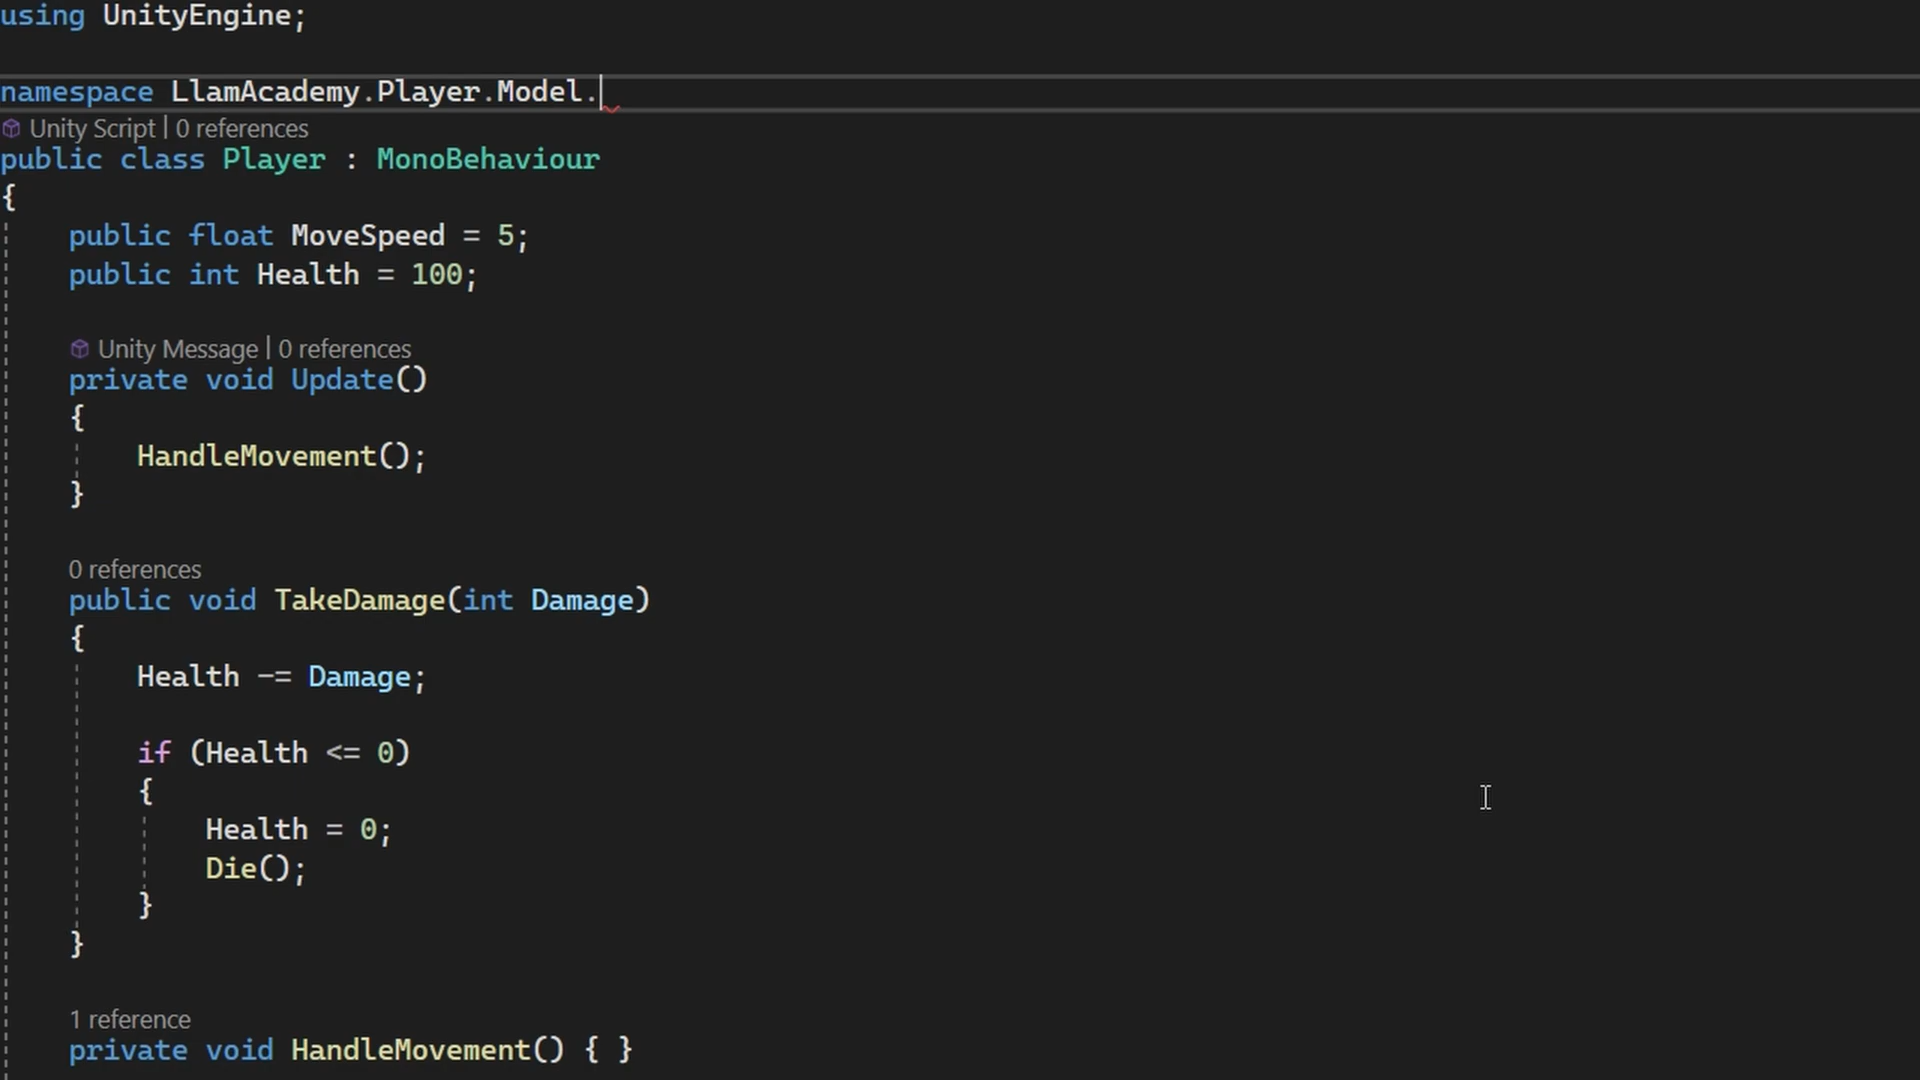 using UnityEngine;
namespace LlamAcademy.Player.Model.
Unity Script | 0 references
public class Player : MonoBehaviour
{
public float MoveSpeed = 5;
public int Health = 100;
Unity Message | 0 references
private void Update()
{
HandleMovement();
}
0 references
public void TakeDamage(int Damage)
{
Health -= Damage;
if (Health <= 0)
{
Health = 0;
Die();
}
}
1 reference
private void HandleMovement() { }